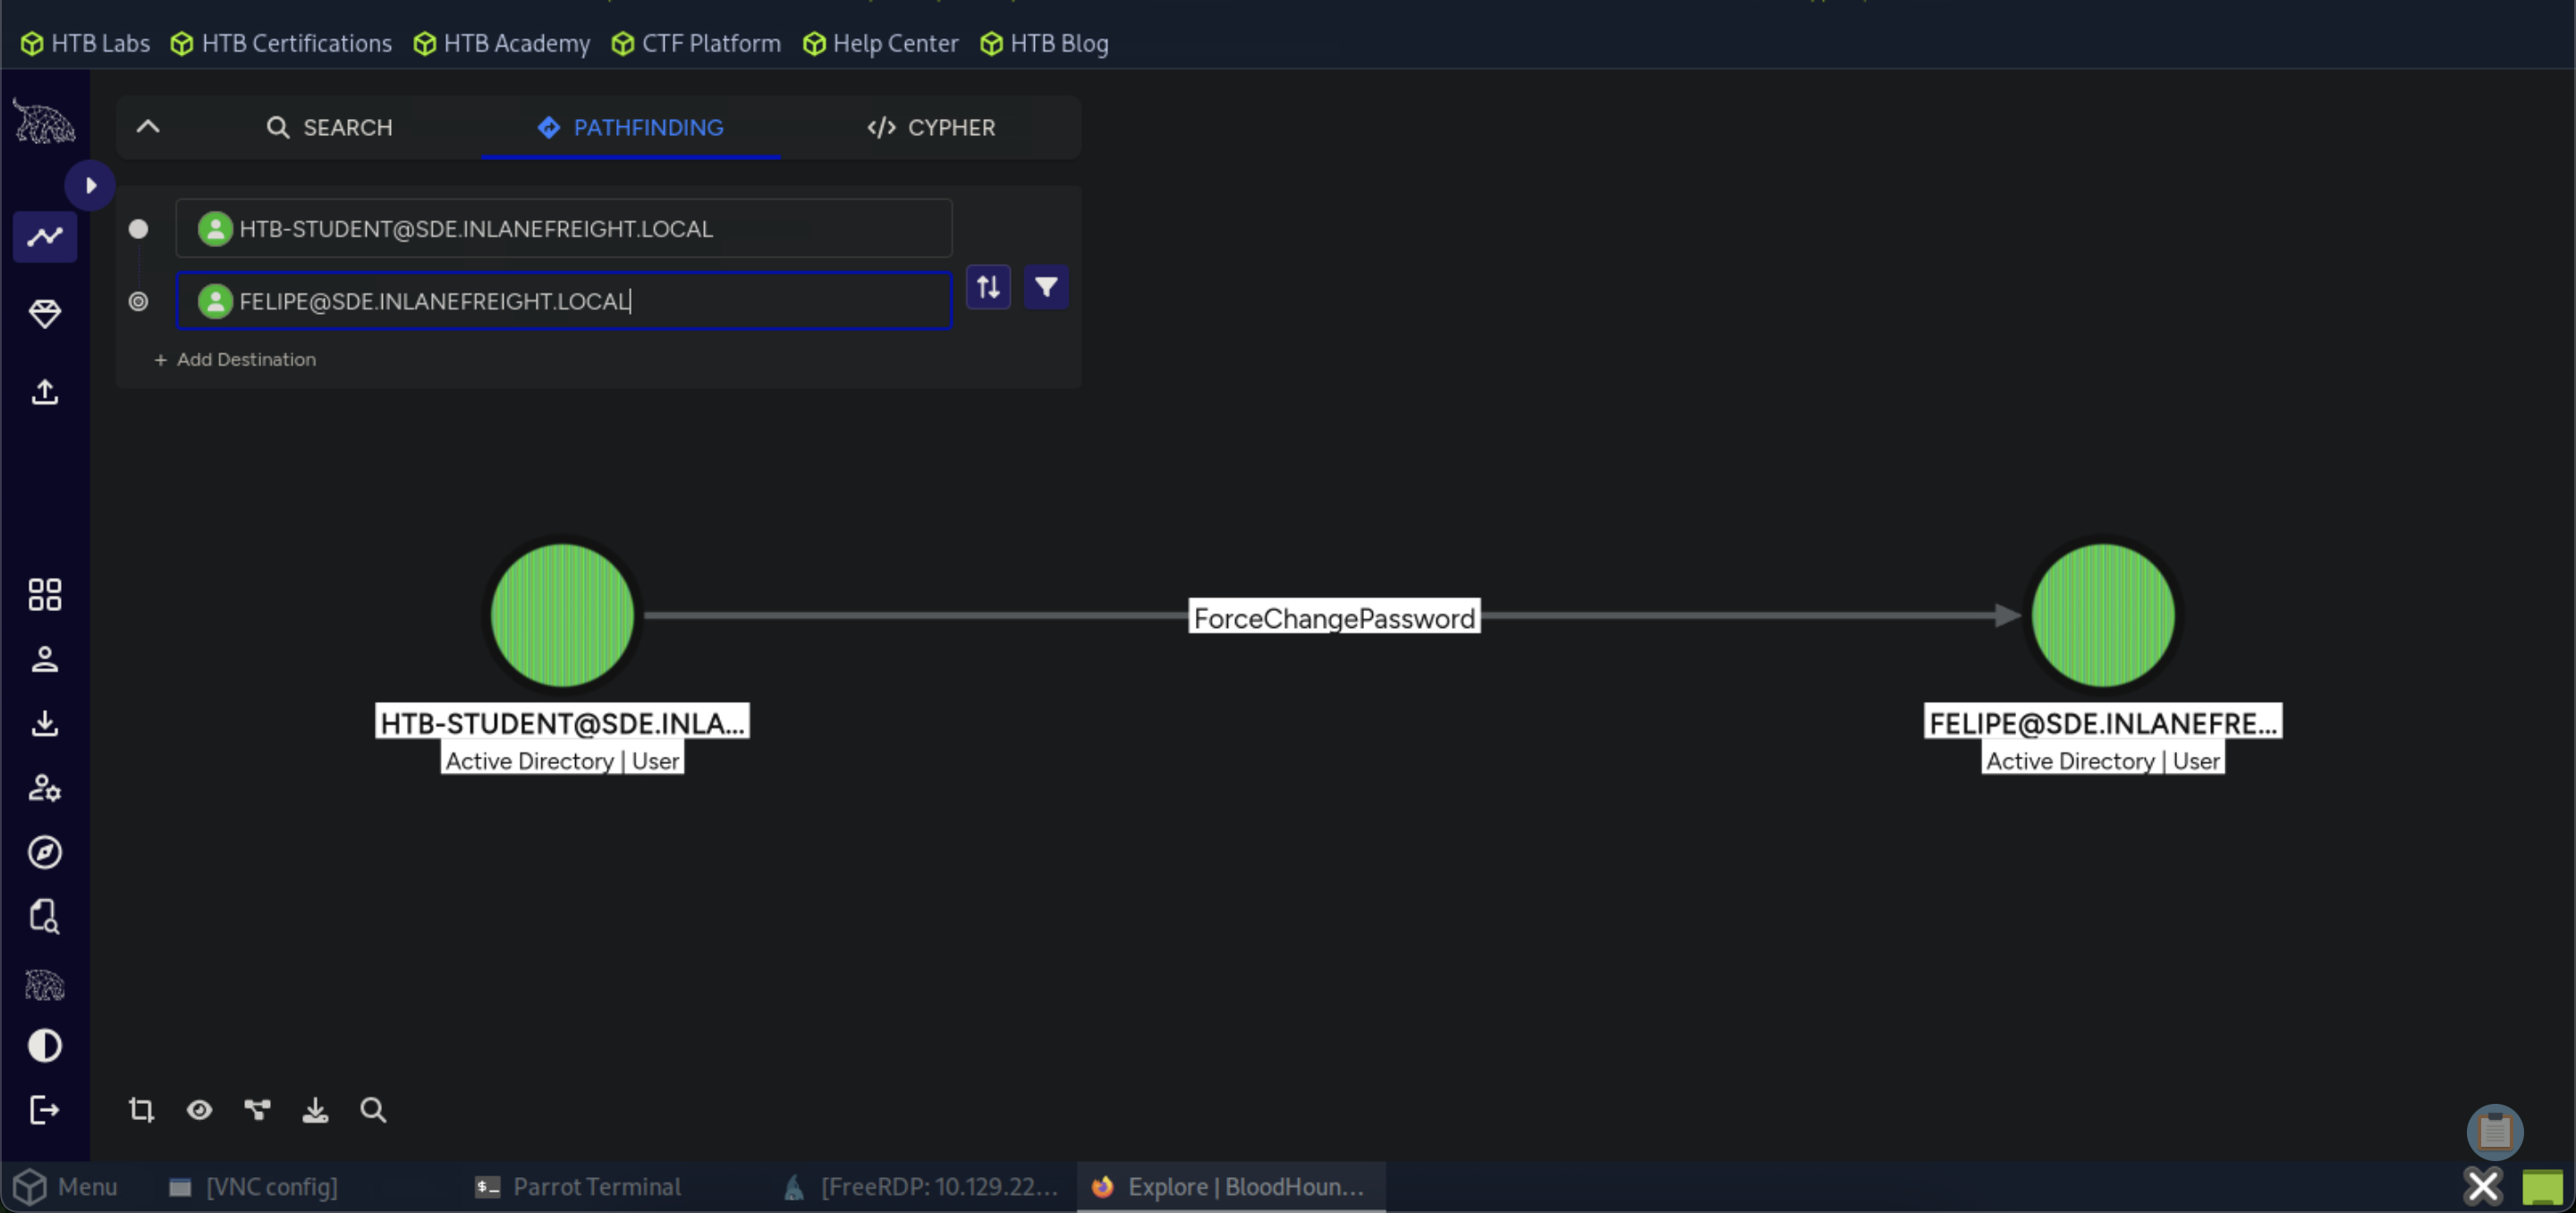 HTB Labs HTB Certifications HTB Academy CTF Platform Help Center HTB Blog
SEARCH PATHFINDING </> CYPHER
HTB-STUDENT@SDE.INLANEFREIGHT.LOCAL
FELIPE@SDE.INLANEFREIGHT.LOCAL
+ Add Destination
ForceChangePassword
HTB-STUDENT@SDE.INLA...
Active Directory | User
FELIPE@SDE.INLANEFRE...
Active Directory | User
Menu [VNC config] $_ Parrot Terminal [FreeRDP: 10.129.22... Explore | BloodHoun...